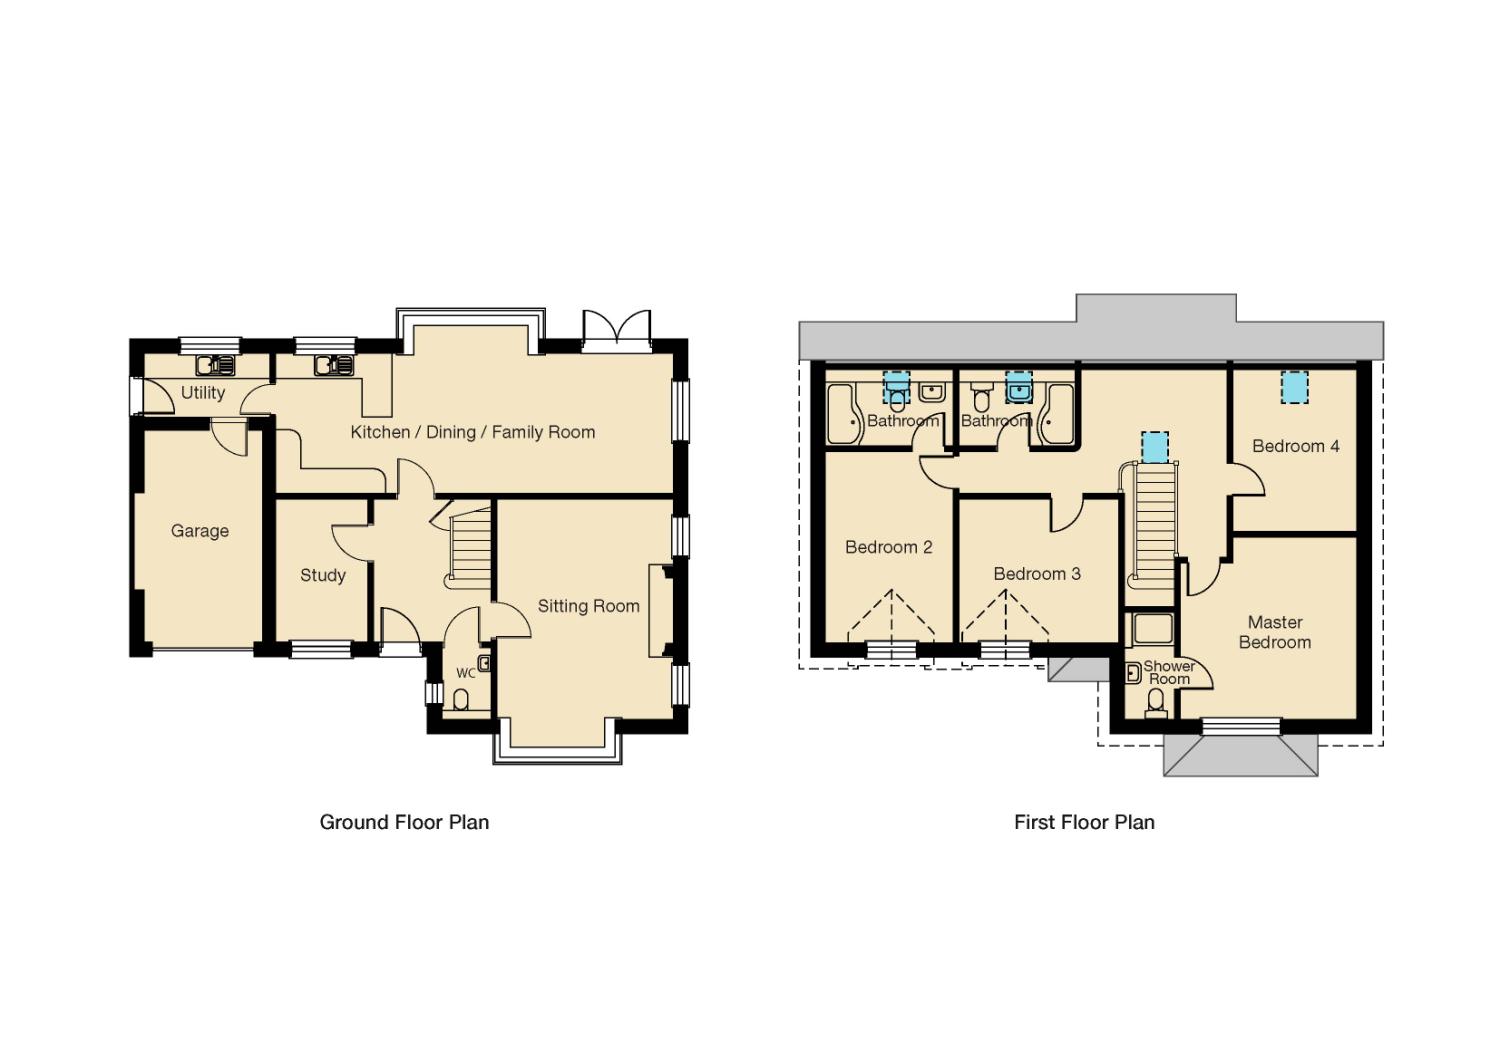 Utility
Kitchen / Dining / Family Room
Garage
Study
Sitting Room
WC
Ground Floor Plan
Bathroom
Bathroom
Bedroom 4
Bedroom 2
Bedroom 3
Master
Bedroom
Shower
Room
First Floor Plan